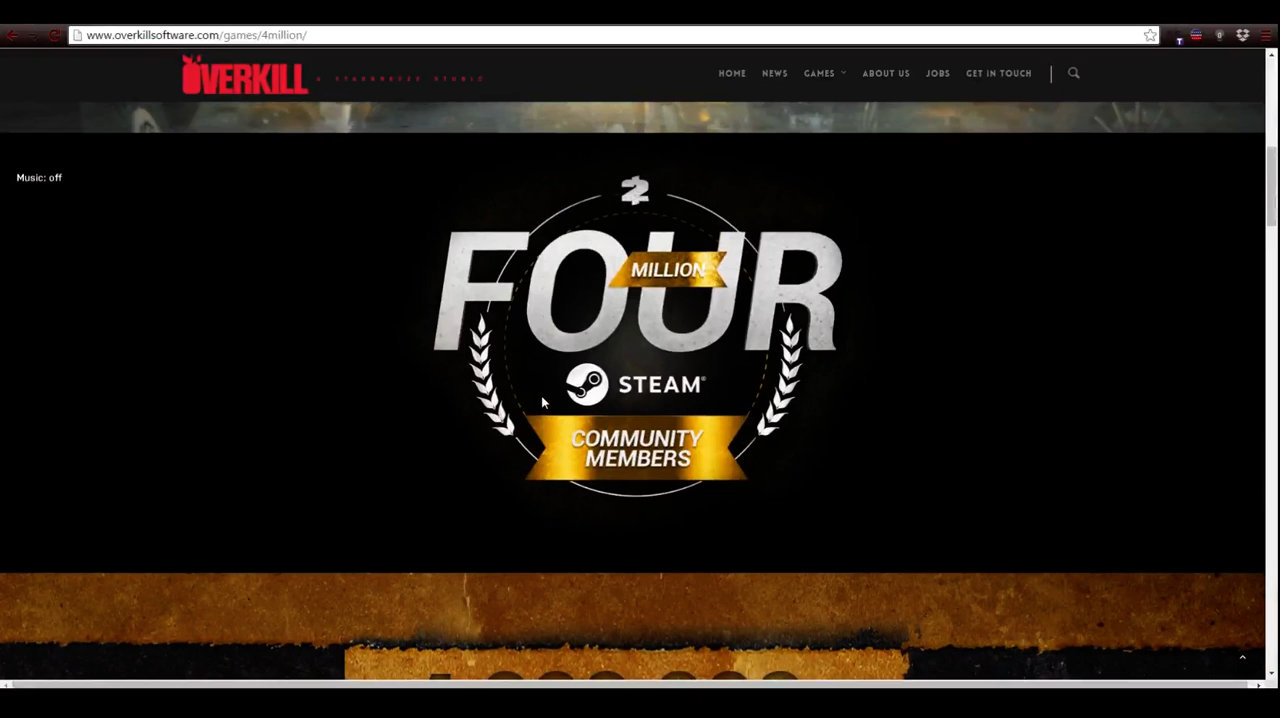 www.overkillsoftware.com/games/4million/
OVERKILL
A STARBREEZE STUDIO
HOME NEWS GAMES ABOUT US JOBS GET IN TOUCH
Music: off
2
FOUR
MILLION
STEAM®
COMMUNITY
MEMBERS